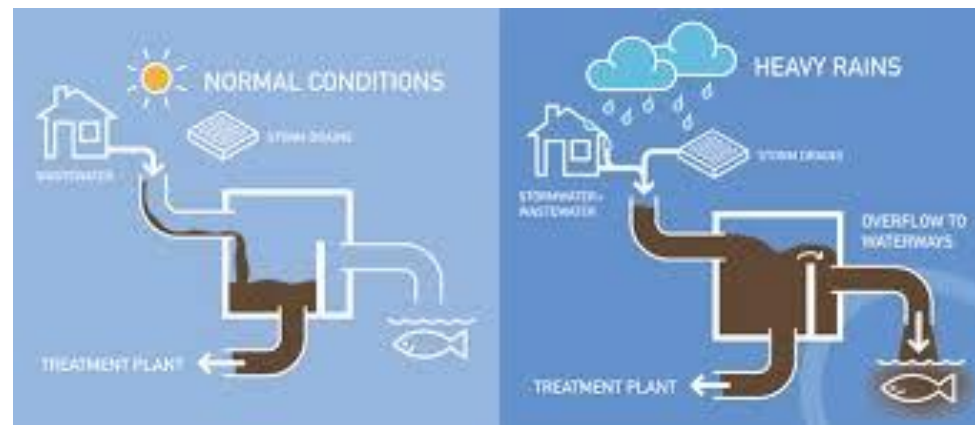 NORMAL CONDITIONS
STORM DRAINS
WASTEWATER
TREATMENT PLANT
HEAVY RAINS
STORM DRAINS
STORMWATER+
WASTEWATER
OVERFLOW TO
WATERWAYS
TREATMENT PLANT